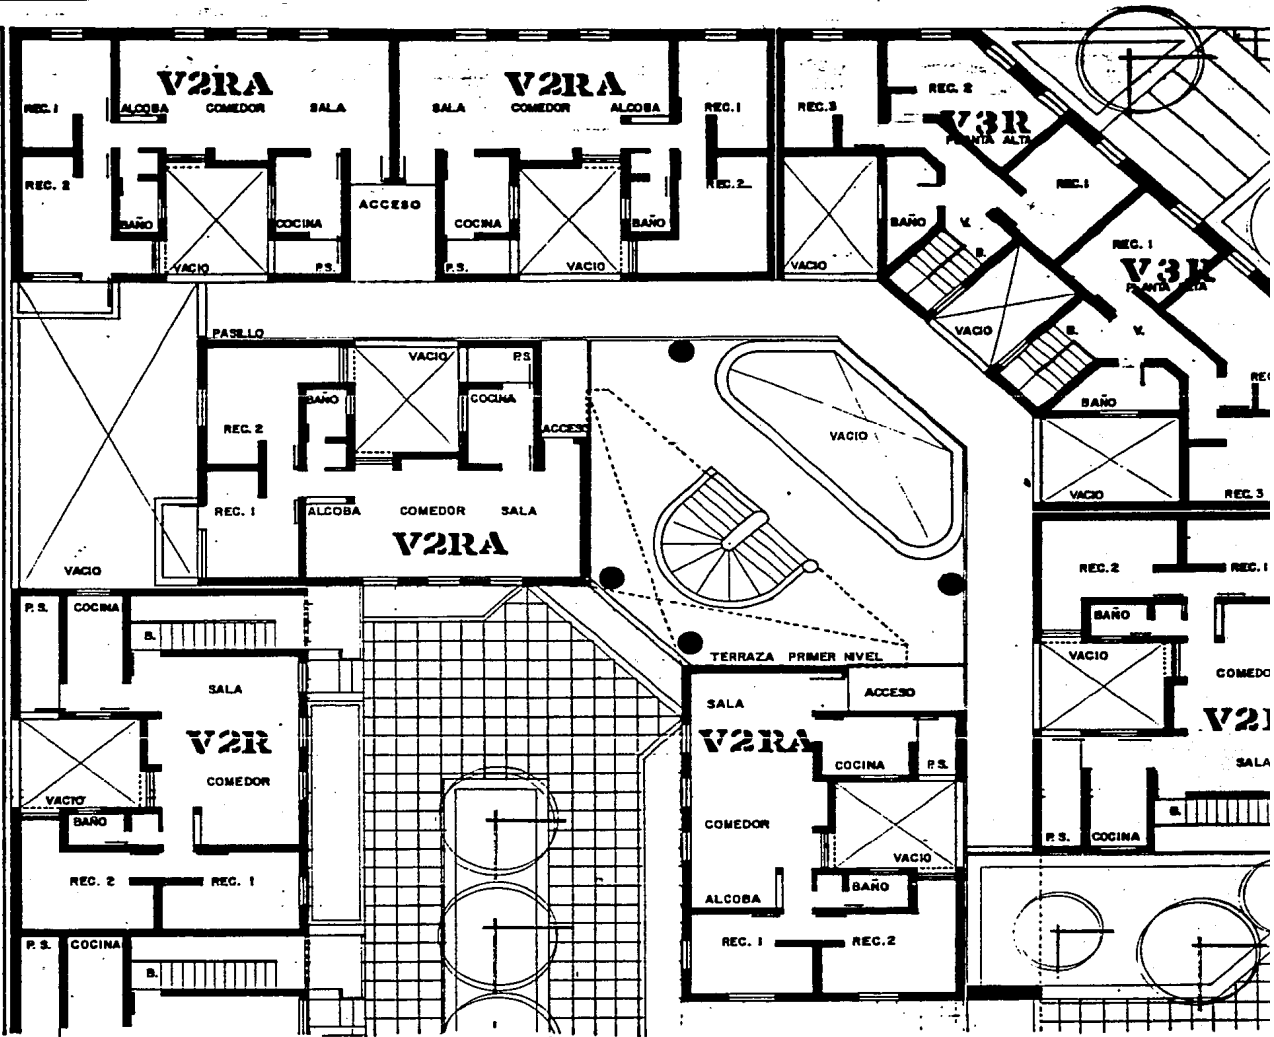 V2RA
REC. 1
ALCOBA
COMEDOR
SALA
REC. 2
BAÑO
VACIO
COCINA
P.S.
ACCESO
V2RA
SALA
COMEDOR
ALCOBA
REC. 1
REC. 2
COCINA
BAÑO
P.S.
VACIO
REC. 3
REC. 2
V3R
PLANTA ALTA
REC. 1
BAÑO
V.
B.
VACIO
REC. 1
V3R
PLANTA ALTA
VACIO
B.
V.
BAÑO
VACIO
REC. 3
PASILLO
VACIO
P.S.
BAÑO
COCINA
REC. 2
ACCESO
REC. 1
ALCOBA
COMEDOR
SALA
V2RA
VACIO
VACIO
TERRAZA PRIMER NIVEL
P. S.
COCINA
B.
SALA
V2R
COMEDOR
VACIO
BAÑO
REC. 2
REC. 1
P. S.
COCINA
B.
SALA
ACCESO
V2RA
COCINA
P.S.
COMEDOR
VACIO
BAÑO
ALCOBA
REC. 1
REC. 2
REC. 2
REC. 1
BAÑO
VACIO
COMEDO
V2
SALA
B.
P. S.
COCINA